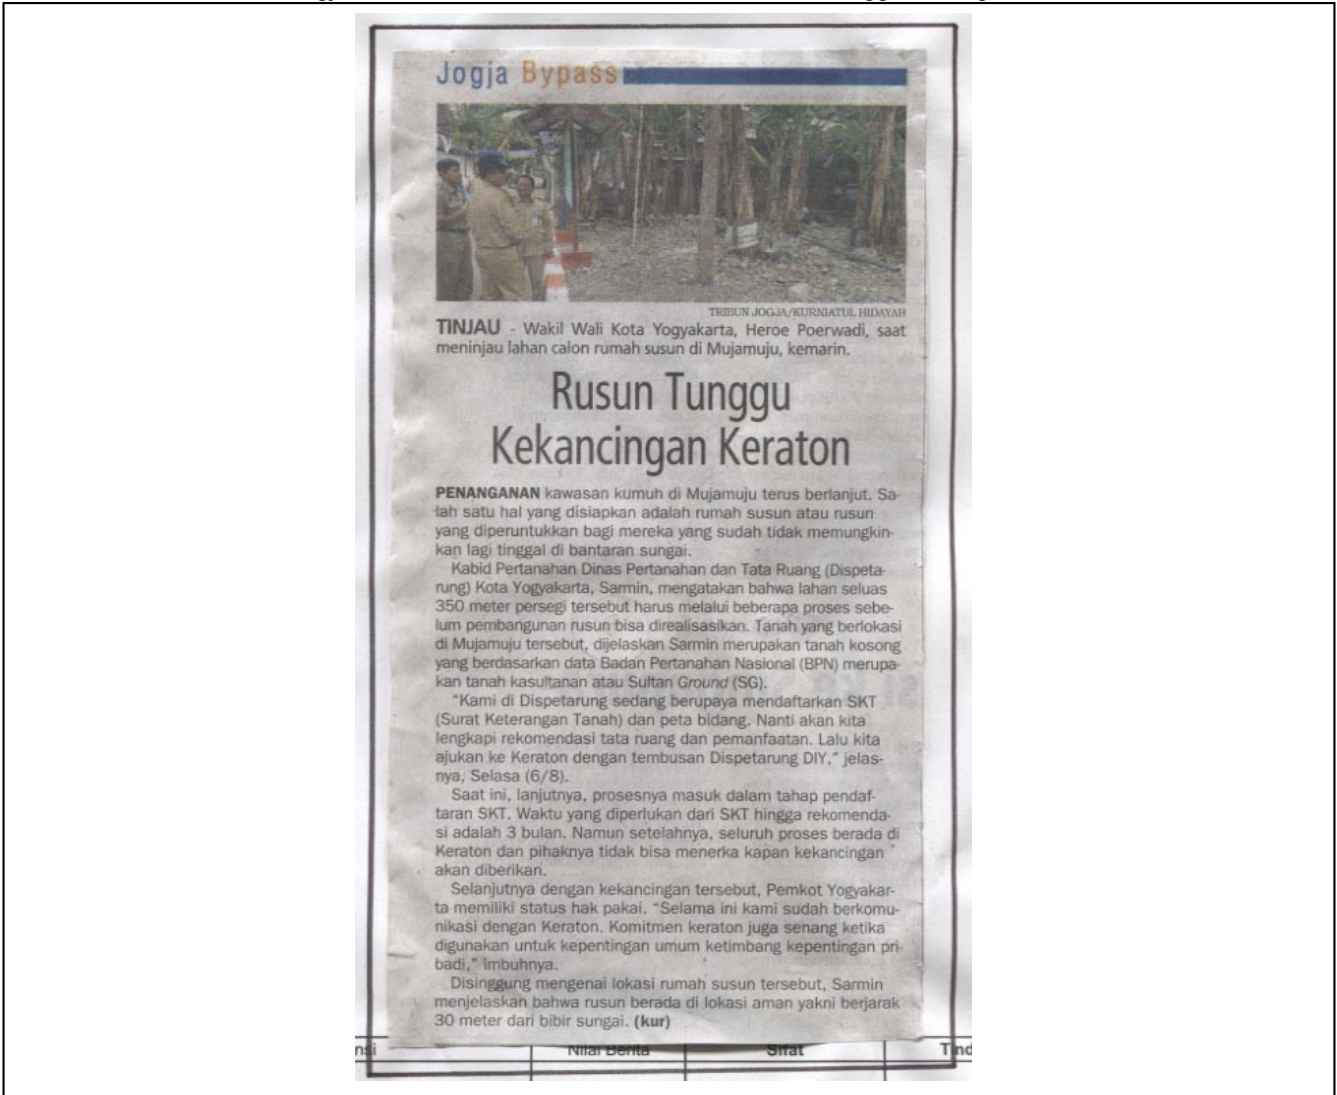 Jogja Bypass
TRIBUN JOGJA/KURNIATUL HIDAYAH
TINJAU - Wakil Wali Kota Yogyakarta, Heroe Poerwadi, saat
meninjau lahan calon rumah susun di Mujamuju, kemarin.
Rusun Tunggu
Kekancingan Keraton
PENANGANAN kawasan kumuh di Mujamuju terus berlanjut. Sa-
lah satu hal yang disiapkan adalah rumah susun atau rusun
yang diperuntukkan bagi mereka yang sudah tidak memungkin-
kan lagi tinggal di bantaran sungai.
Kabid Pertanahan Dinas Pertanahan dan Tata Ruang (Dispeta-
rung) Kota Yogyakarta, Sarmin, mengatakan bahwa lahan seluas
350 meter persegi tersebut harus melalui beberapa proses sebe-
lum pembangunan rusun bisa direalisasikan. Tanah yang berlokasi
di Mujamuju tersebut, dijelaskan Sarmin merupakan tanah kosong
yang berdasarkan data Badan Pertanahan Nasional (BPN) merupa-
kan tanah kasultanan atau Sultan Ground (SG).
“Kami di Dispetarung sedang berupaya mendaftarkan SKT
(Surat Keterangan Tanah) dan peta bidang. Nanti akan kita
lengkapi rekomendasi tata ruang dan pemanfaatan. Lalu kita
ajukan ke Keraton dengan tembusan Dispetarung DIY,” jelas-
nya, Selasa (6/8).
Saat ini, lanjutnya, prosesnya masuk dalam tahap pendaf-
taran SKT. Waktu yang diperlukan dari SKT hingga rekomenda-
si adalah 3 bulan. Namun setelahnya, seluruh proses berada di
Keraton dan pihaknya tidak bisa menerka kapan kekancingan
akan diberikan.
Selanjutnya dengan kekancingan tersebut, Pemkot Yogyakar-
ta memiliki status hak pakai. “Selama ini kami sudah berkomu-
nikasi dengan Keraton. Komitmen keraton juga senang ketika
digunakan untuk kepentingan umum ketimbang kepentingan pri-
badi,” imbuhnya.
Disinggung mengenai lokasi rumah susun tersebut, Sarmin
menjelaskan bahwa rusun berada di lokasi aman yakni berjarak
30 meter dari bibir sungai. (kur)
nsi Nilai Berita Sifat Tind